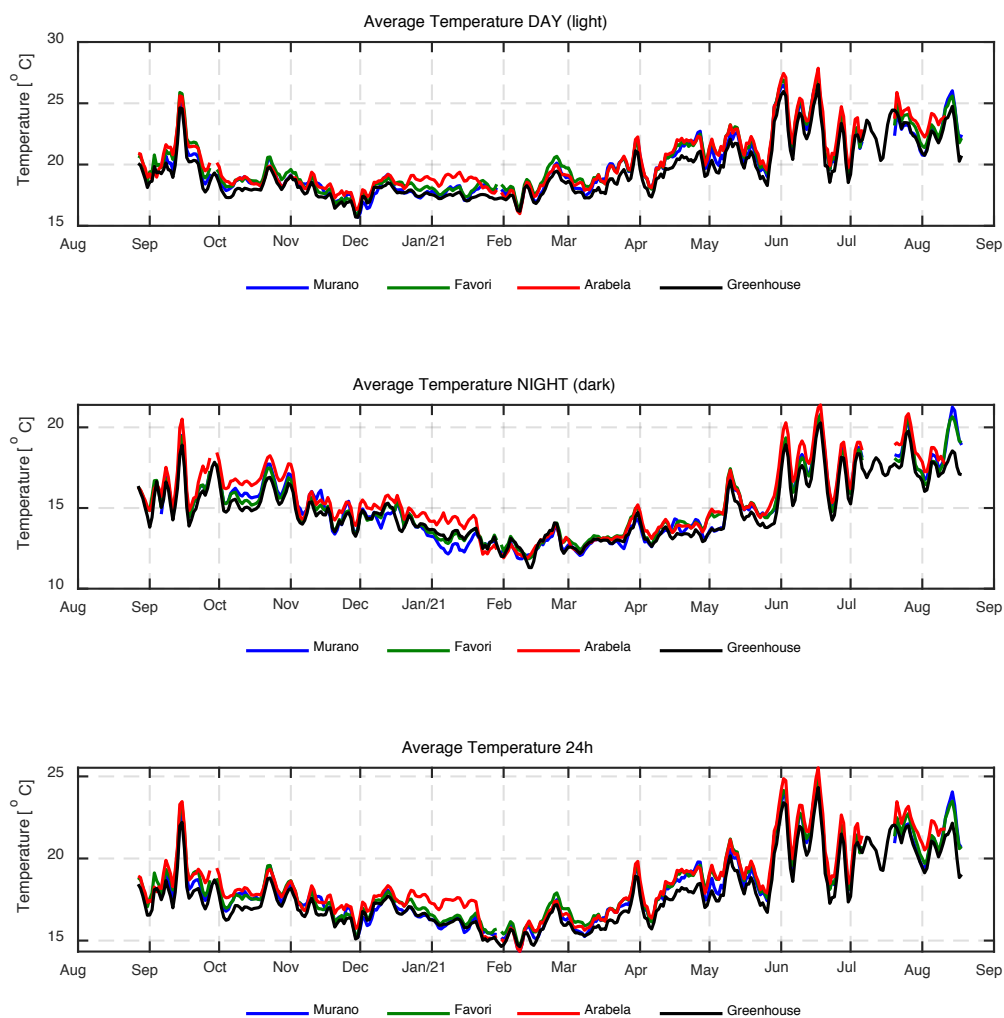 Average Temperature DAY (light)
Temperature [ ° C]
30
25
20
15
Aug Sep Oct Nov Dec Jan/21 Feb Mar Apr May Jun Jul Aug Sep
Murano Favori Arabela Greenhouse
Average Temperature NIGHT (dark)
Temperature [ ° C]
20
15
10
Aug Sep Oct Nov Dec Jan/21 Feb Mar Apr May Jun Jul Aug Sep
Murano Favori Arabela Greenhouse
Average Temperature 24h
Temperature [ ° C]
25
20
15
Aug Sep Oct Nov Dec Jan/21 Feb Mar Apr May Jun Jul Aug Sep
Murano Favori Arabela Greenhouse